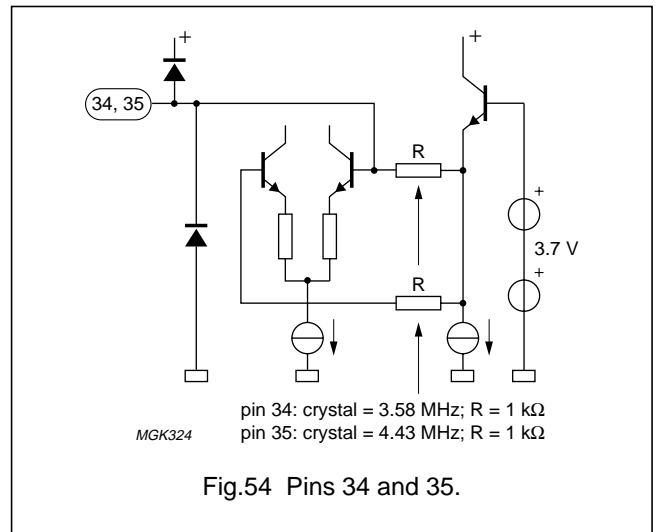 +
+
34, 35
R
+
3.7 V
R
+
pin 34: crystal = 3.58 MHz; R = 1 kΩ
MGK324
pin 35: crystal = 4.43 MHz; R = 1 kΩ
Fig.54 Pins 34 and 35.